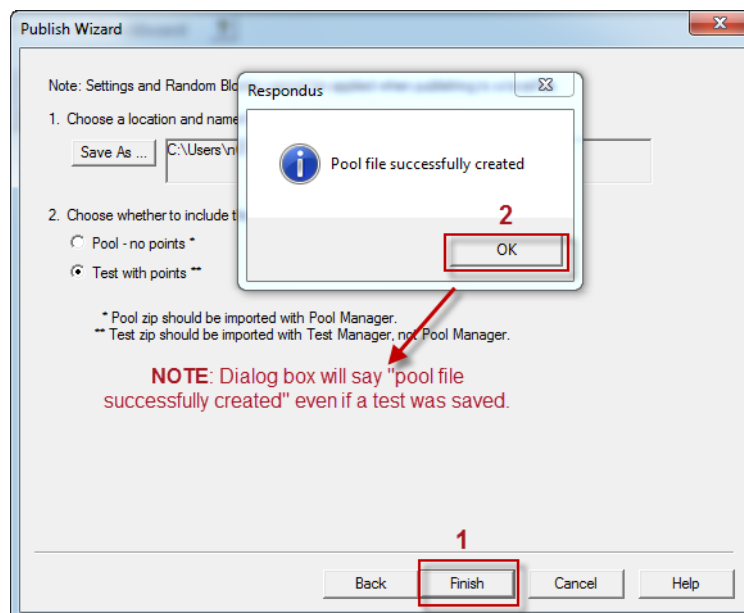 Publish Wizard
Note: Settings and Random
Respondus
1. Choose a location and name
Save As ...
C:\Users\n
Pool file successfully created
2
OK
2. Choose whether to include
Pool - no points *
Test with points **
* Pool zip should be imported with Pool Manager.
** Test zip should be imported with Test Manager, not Pool Manager.
NOTE: Dialog box will say "pool file
successfully created" even if a test was saved.
1
Back Finish Cancel Help